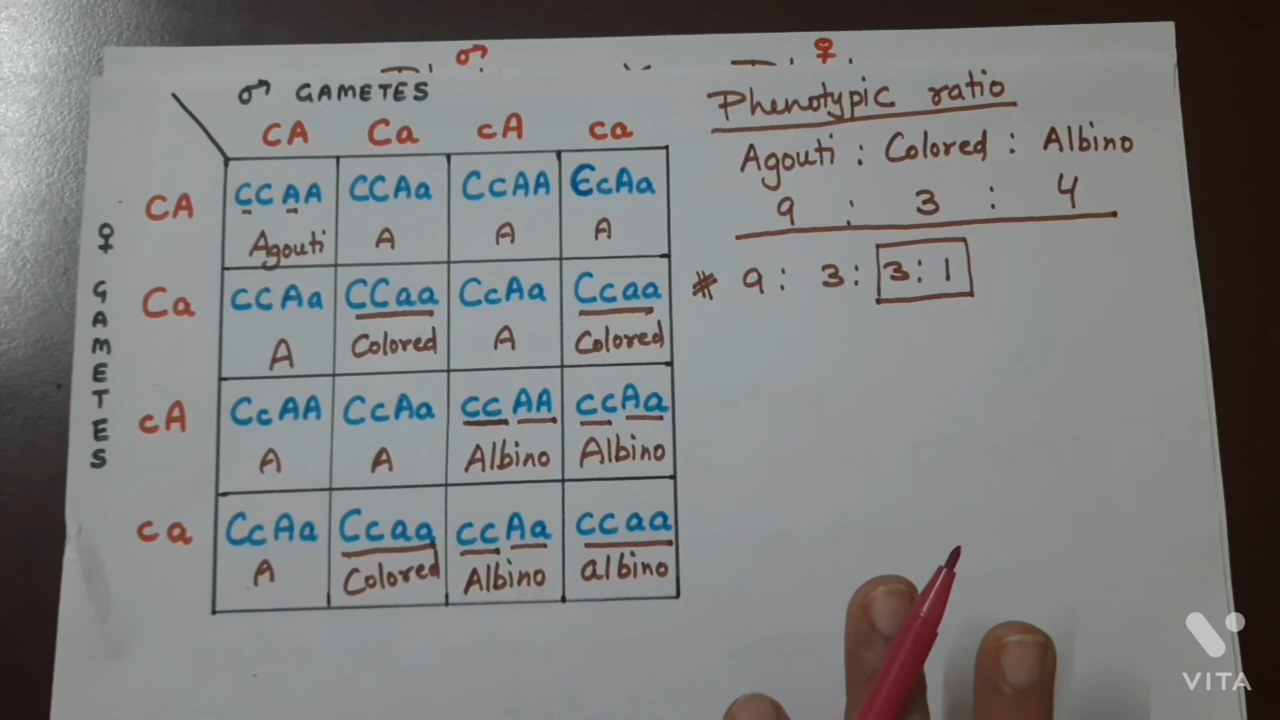 ♂ ♀
♂ GAMETES
CA Ca cA ca
♀ GAMETES
CA CCAA CCAa CcAA CcAa
Agouti A A A
Ca CCAa CCaa CcAa Ccaa
A Colored A Colored
cA CcAA CcAa ccAA ccAa
A A Albino Albino
ca CcAa Ccaa ccAa ccaa
A Colored Albino albino
Phenotypic ratio
Agouti : Colored : Albino
9 : 3 : 4
# 9 : 3 : 3 : 1
VITA